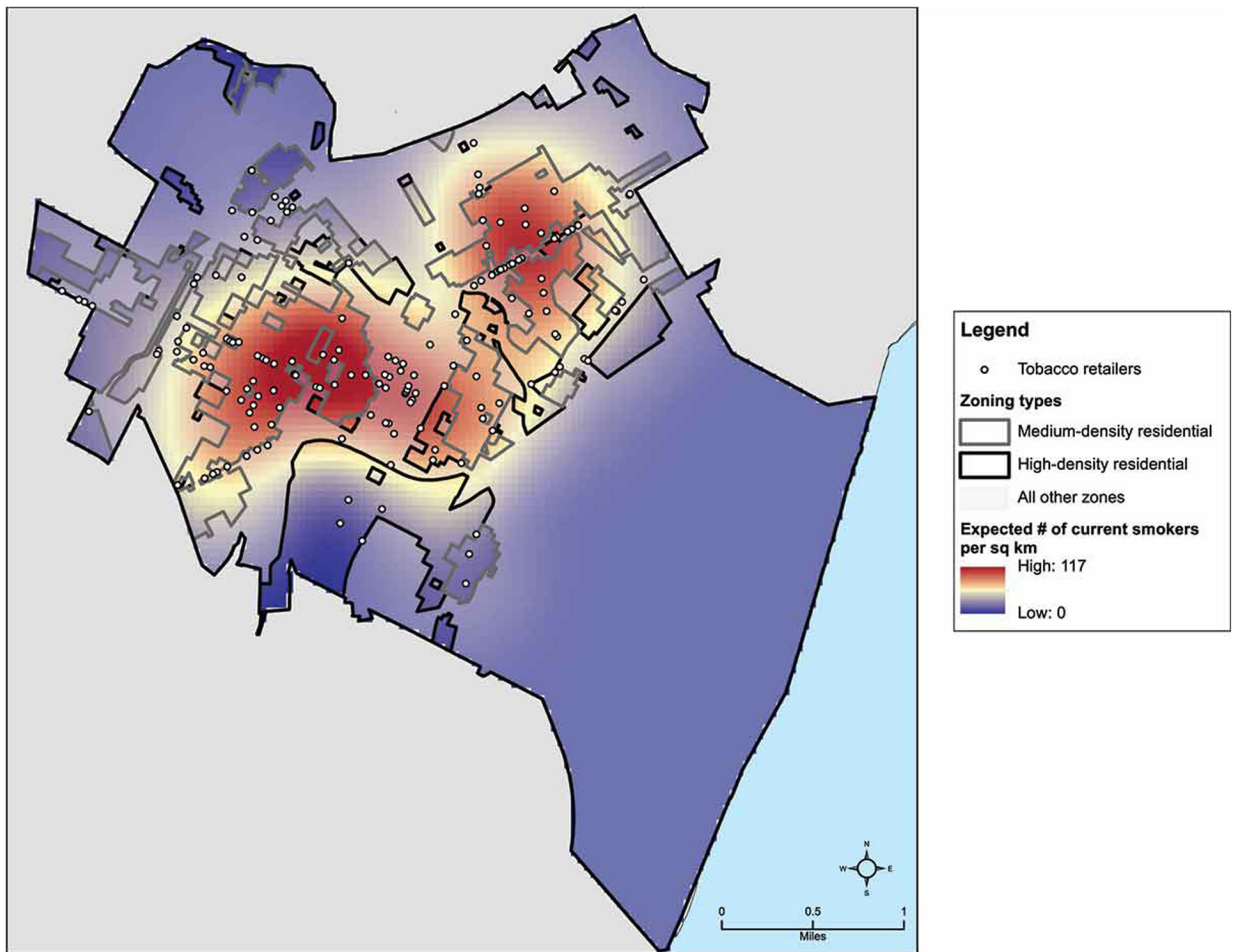 Legend
Tobacco retailers
Zoning types
Medium-density residential
High-density residential
All other zones
Expected # of current smokers
per sq km
High: 117
Low: 0
N
W E
S
0 0.5 1
Miles